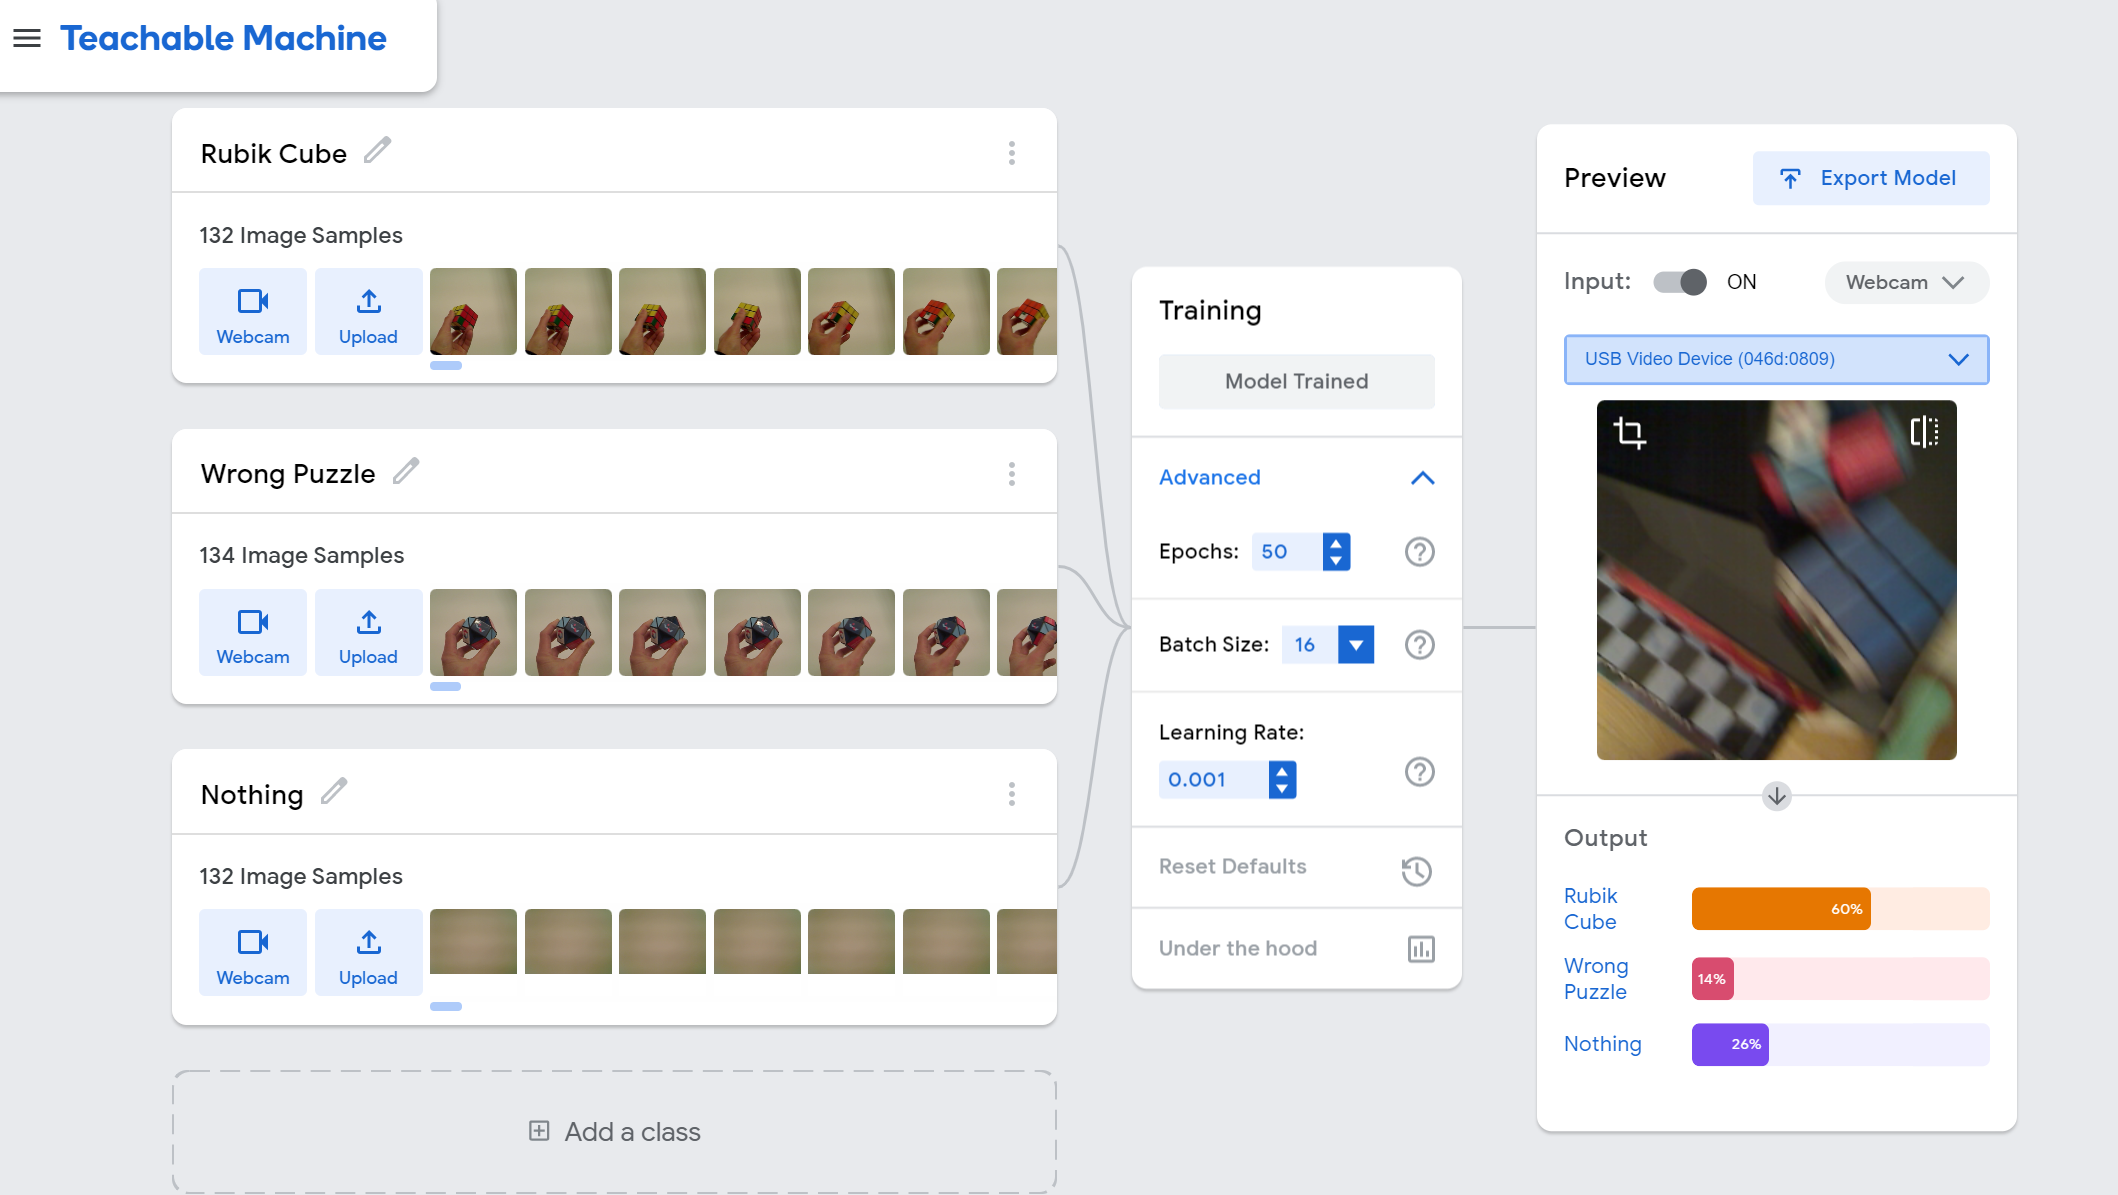 Teachable Machine
Rubik Cube
132 Image Samples
Webcam
Upload
Wrong Puzzle
134 Image Samples
Webcam
Upload
Nothing
132 Image Samples
Webcam
Upload
Add a class
Training
Model Trained
Advanced
Epochs: 50
Batch Size: 16
Learning Rate:
0.001
Reset Defaults
Under the hood
Preview
Export Model
Input: ON Webcam
USB Video Device (046d:0809)
Output
Rubik
Cube
60%
Wrong
Puzzle
14%
Nothing
26%